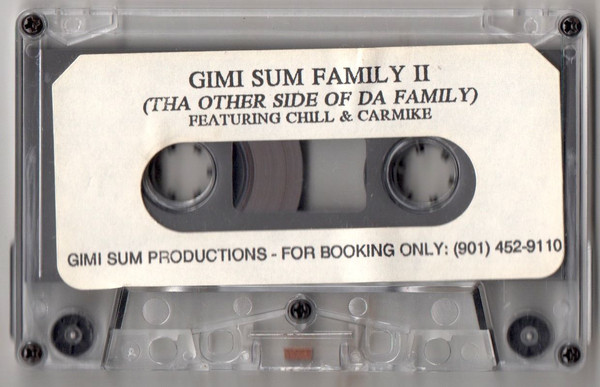 GIMI SUM FAMILY II
(THA OTHER SIDE OF DA FAMILY)
FEATURING CHILL & CARMIKE
GIMI SUM PRODUCTIONS - FOR BOOKING ONLY: (901) 452-9110